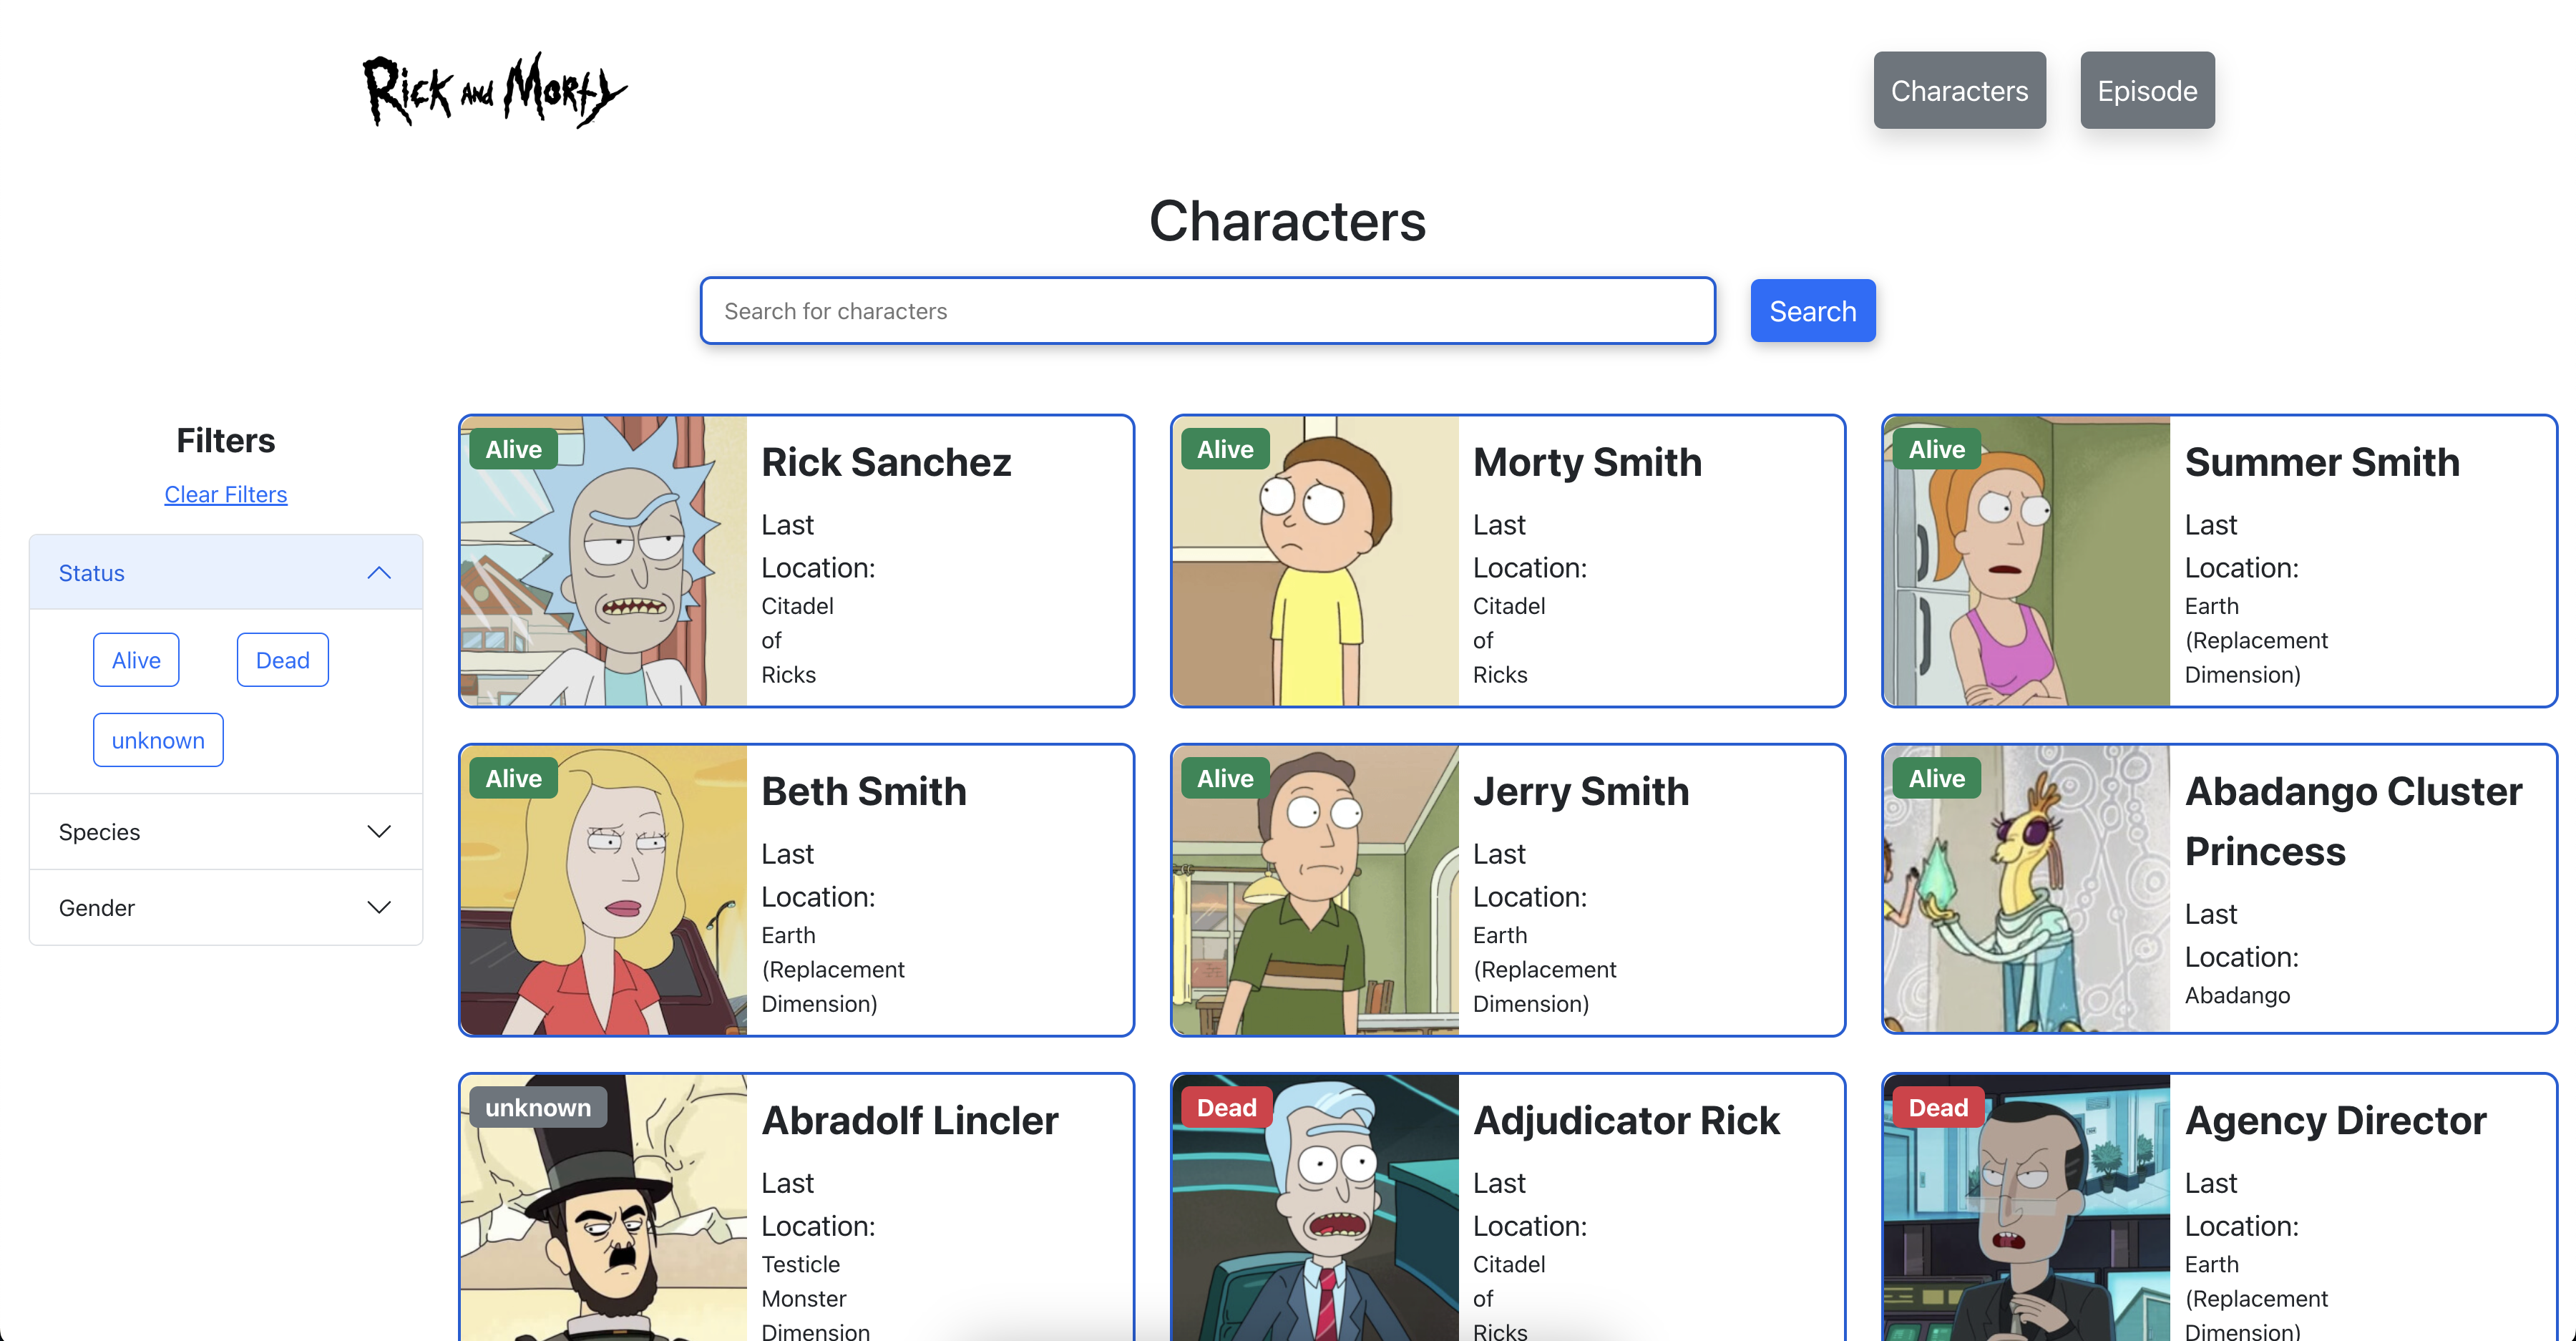 Rick and Morty
Characters
Episode
Characters
Search for characters
Search
Filters
Clear Filters
Status
Alive
Dead
unknown
Species
Gender
Alive
Rick Sanchez
Last
Location:
Citadel
of
Ricks
Alive
Morty Smith
Last
Location:
Citadel
of
Ricks
Alive
Summer Smith
Last
Location:
Earth
(Replacement
Dimension)
Alive
Beth Smith
Last
Location:
Earth
(Replacement
Dimension)
Alive
Jerry Smith
Last
Location:
Earth
(Replacement
Dimension)
Alive
Abadango Cluster
Princess
Last
Location:
Abadango
unknown
Abradolf Lincler
Last
Location:
Testicle
Monster
Dimension
Dead
Adjudicator Rick
Last
Location:
Citadel
of
Ricks
Dead
Agency Director
Last
Location:
Earth
(Replacement
Dimension)